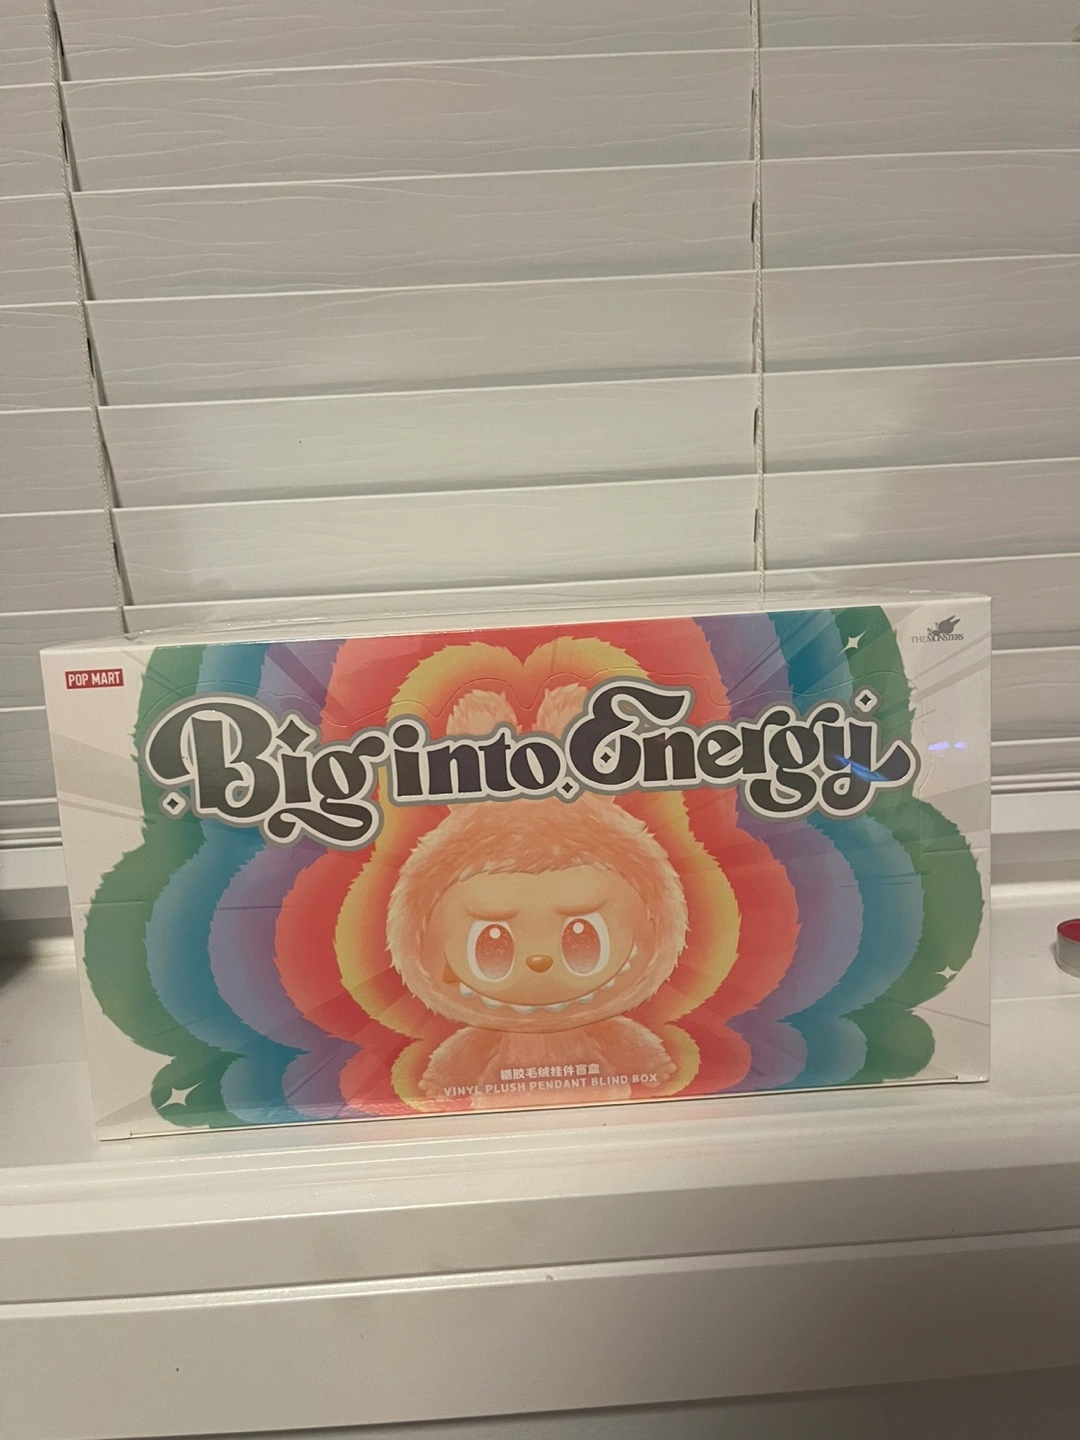 POP MART
THE MONSTERS
Big into Energy
搪胶毛绒挂件盲盒
VINYL PLUSH PENDANT BLIND BOX